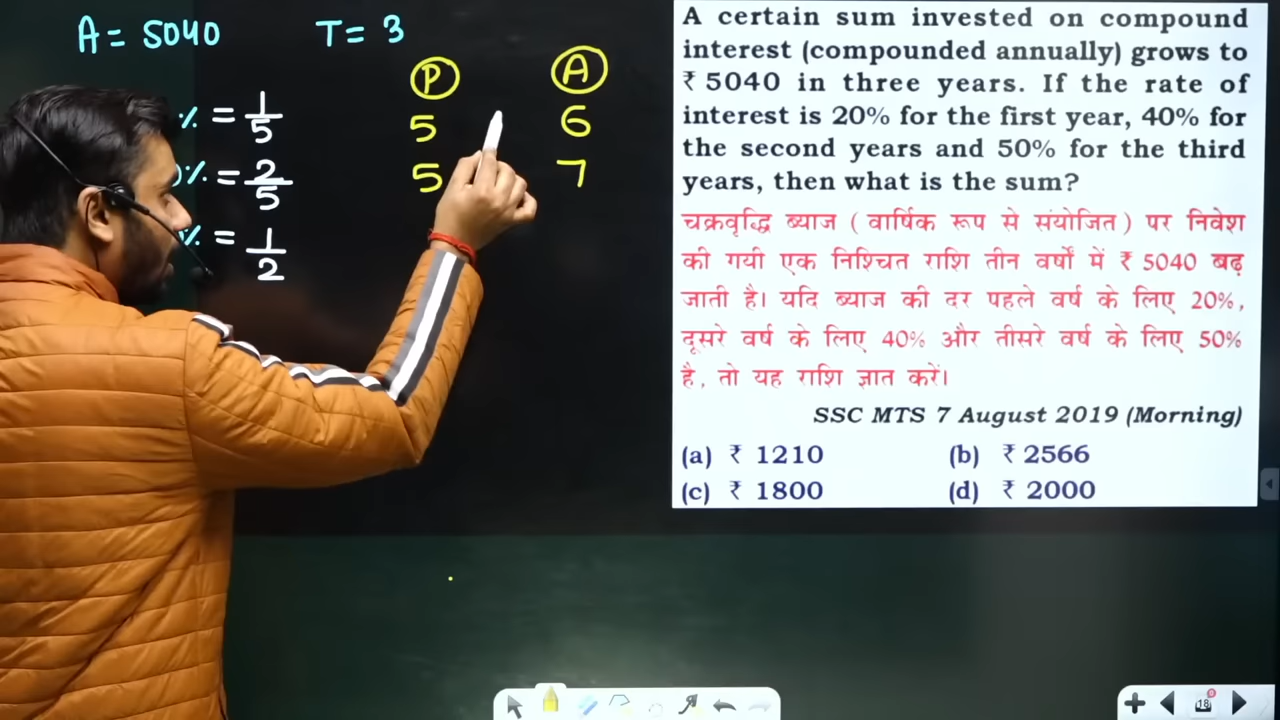 A = 5040 T = 3
P A
% = 1/5 5 6
0% = 2/5 5 7
% = 1/2
A certain sum invested on compound
interest (compounded annually) grows to
₹ 5040 in three years. If the rate of
interest is 20% for the first year, 40% for
the second years and 50% for the third
years, then what is the sum?
चक्रवृद्धि ब्याज ( वार्षिक रूप से संयोजित ) पर निवेश
की गयी एक निश्चित राशि तीन वर्षों में ₹ 5040 बढ़
जाती है। यदि ब्याज की दर पहले वर्ष के लिए 20%,
दूसरे वर्ष के लिए 40% और तीसरे वर्ष के लिए 50%
है, तो यह राशि ज्ञात करें।
SSC MTS 7 August 2019 (Morning)
(a) ₹ 1210 (b) ₹ 2566
(c) ₹ 1800 (d) ₹ 2000
18